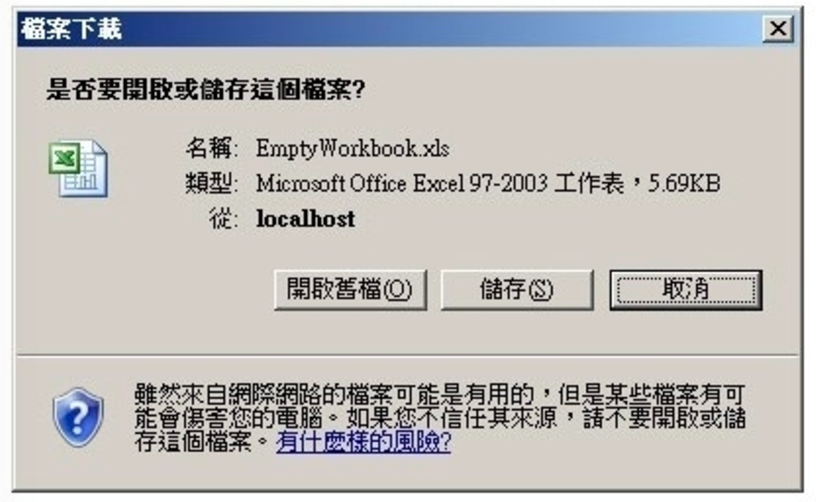 檔案下載
是否要開啟或儲存這個檔案?
名稱: EmptyWorkbook.xls
類型: Microsoft Office Excel 97-2003 工作表，5.69KB
從: localhost
開啟舊檔(O) 儲存(S) 取消
雖然來自網際網路的檔案可能是有用的，但是某些檔案有可
能會傷害您的電腦。如果您不信任其來源，請不要開啟或儲
存這個檔案。有什麼樣的風險?